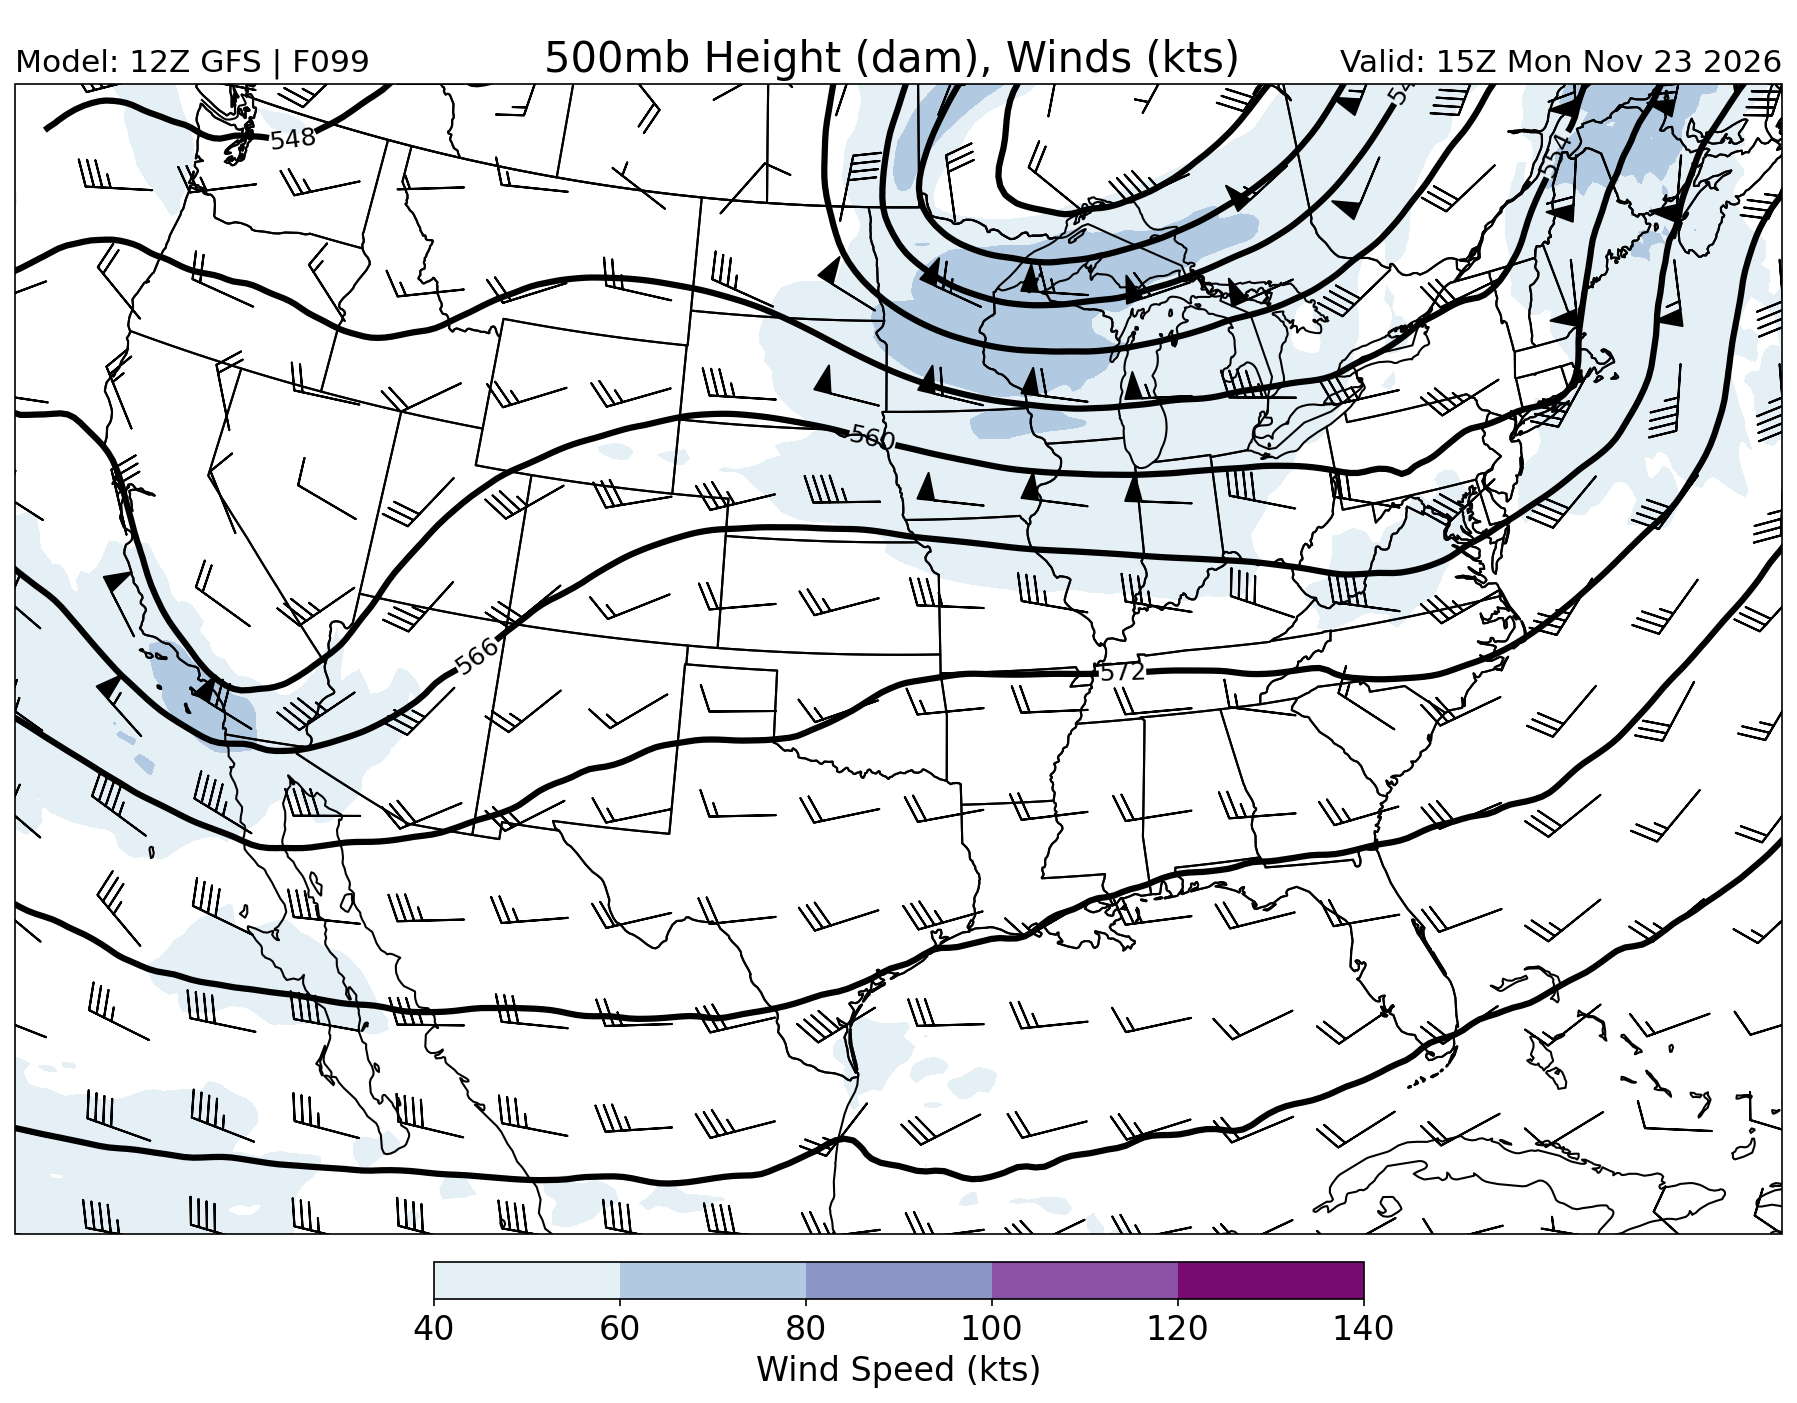 500mb Height (dam), Winds (kts)
Model: 12Z GFS | F099
Valid: 15Z Mon Nov 23 2026
548
554
560
566
572
40 60 80 100 120 140
Wind Speed (kts)